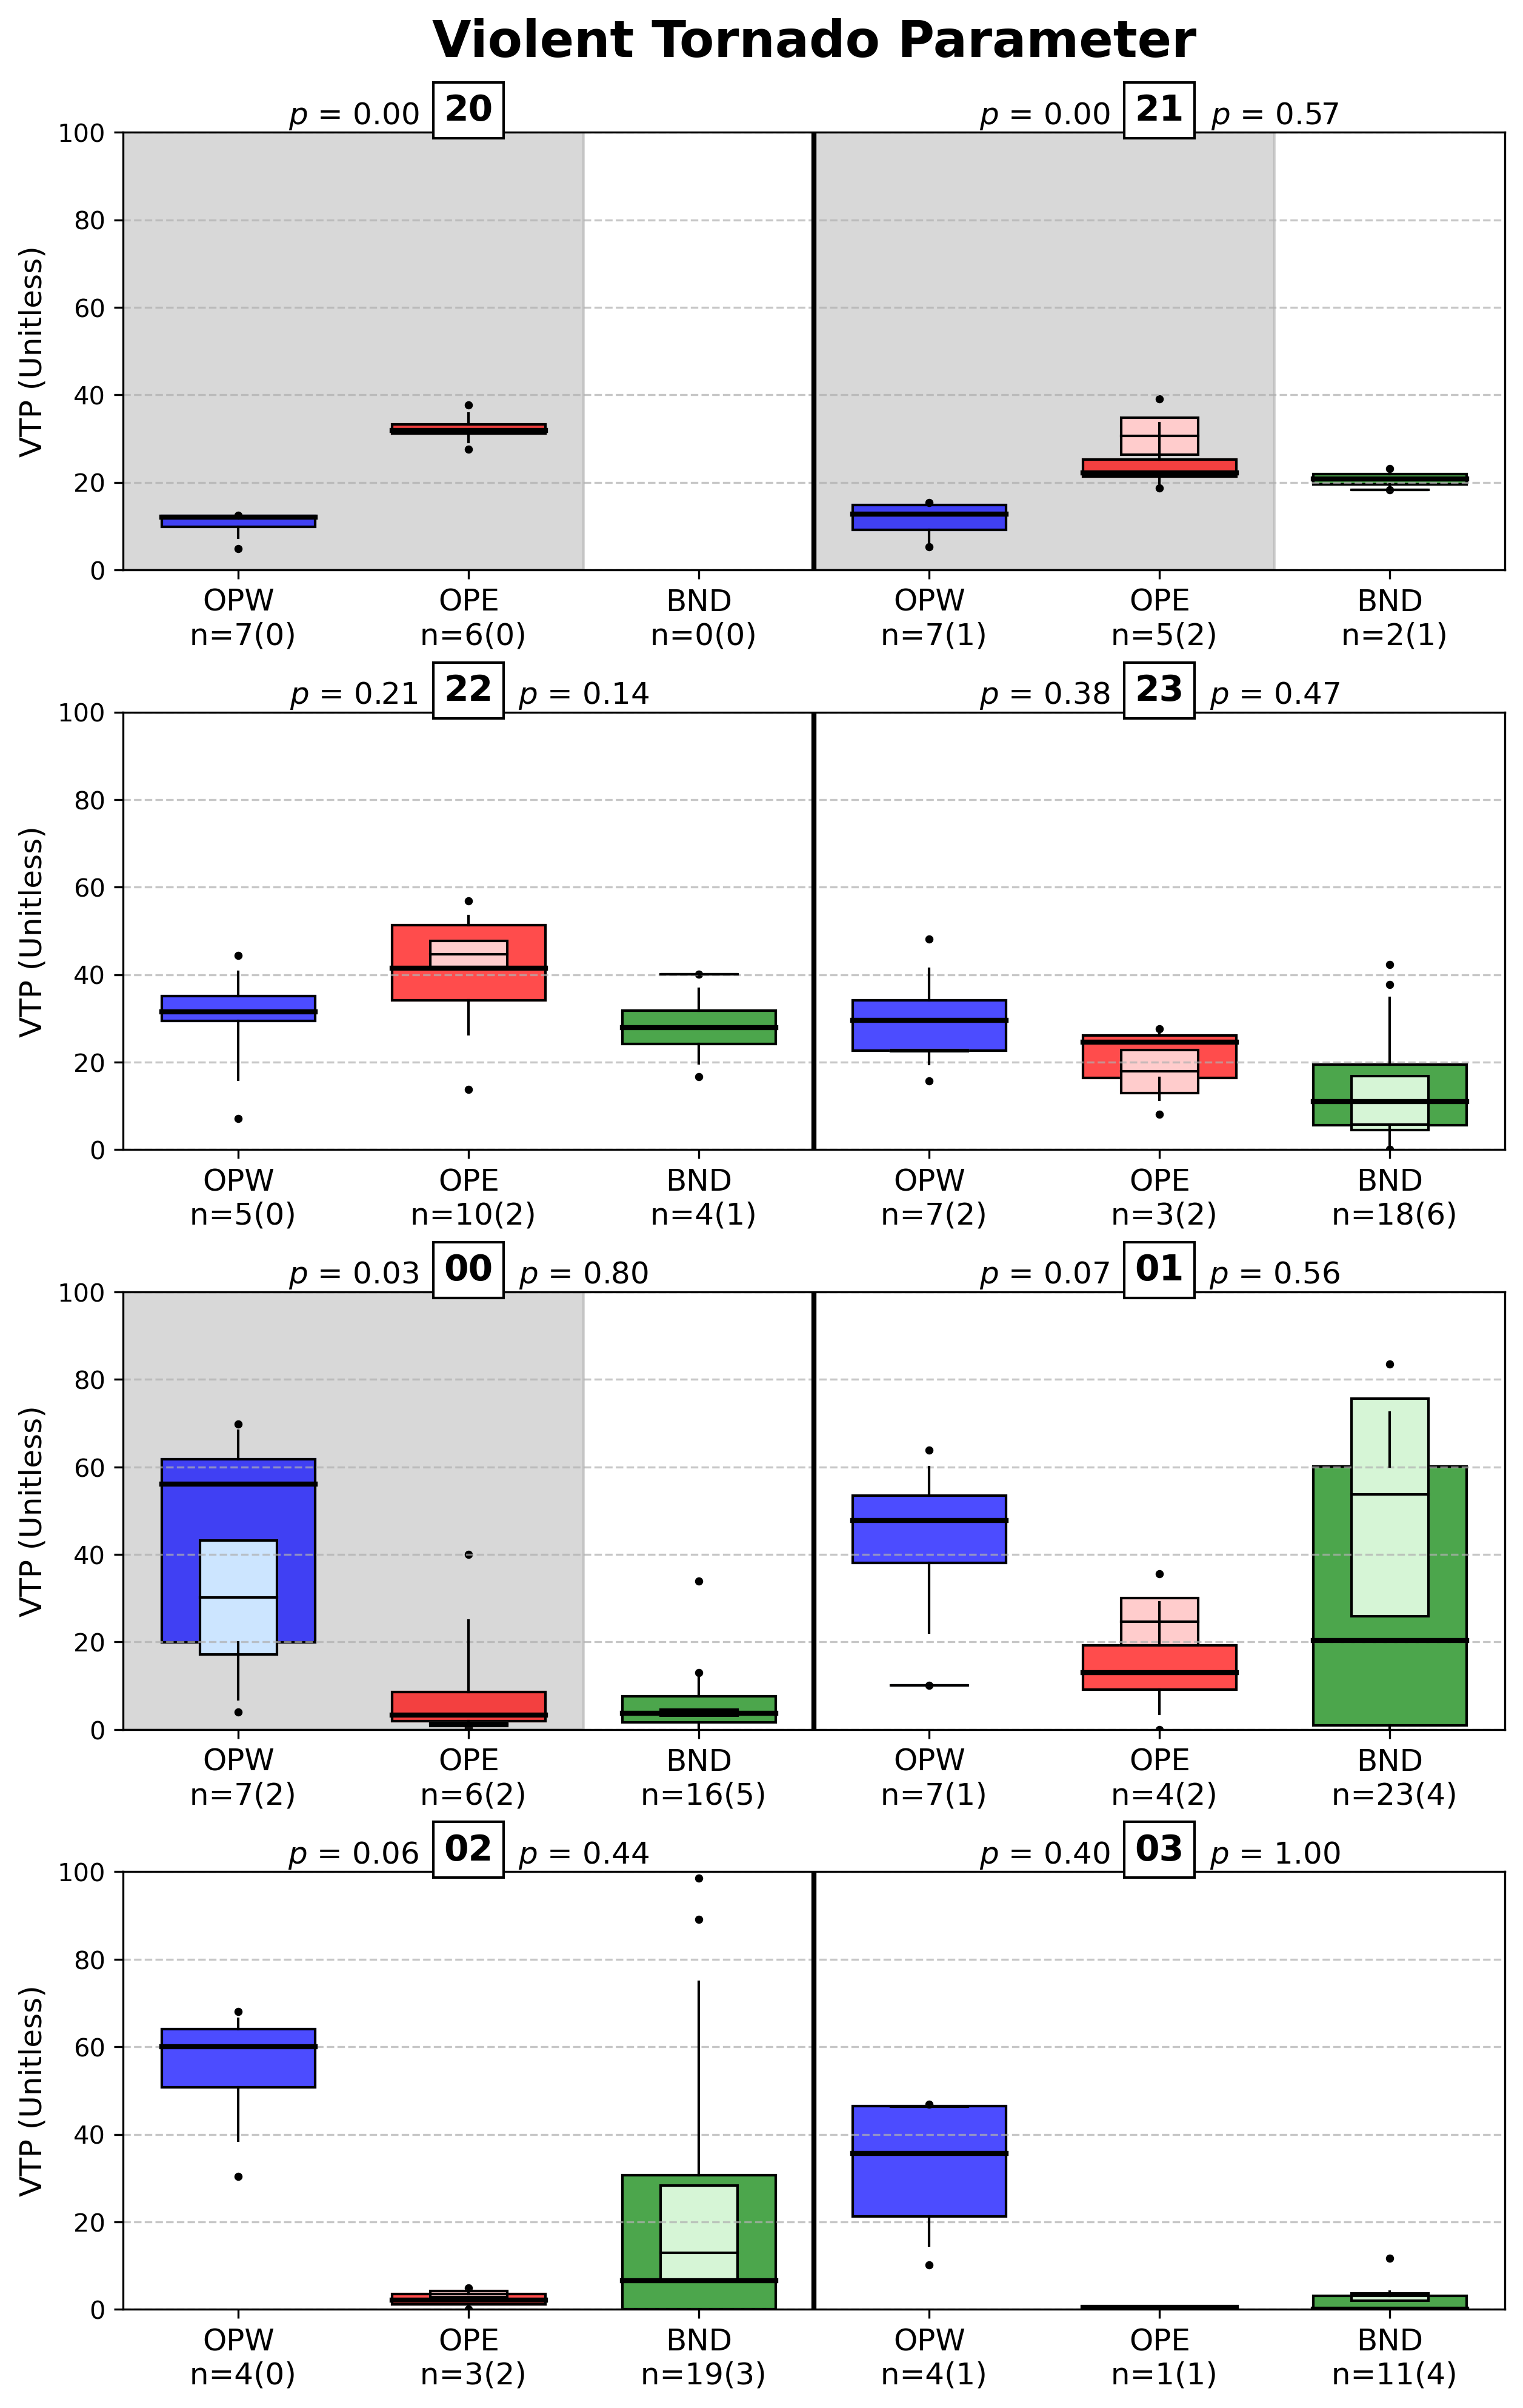 Violent Tornado Parameter
p = 0.00 20
p = 0.00 21 p = 0.57
100
80
60
40
20
0
VTP (Unitless)
OPW OPE BND OPW OPE BND
n=7(0) n=6(0) n=0(0) n=7(1) n=5(2) n=2(1)
p = 0.21 22 p = 0.14
p = 0.38 23 p = 0.47
100
80
60
40
20
0
VTP (Unitless)
OPW OPE BND OPW OPE BND
n=5(0) n=10(2) n=4(1) n=7(2) n=3(2) n=18(6)
p = 0.03 00 p = 0.80
p = 0.07 01 p = 0.56
100
80
60
40
20
0
VTP (Unitless)
OPW OPE BND OPW OPE BND
n=7(2) n=6(2) n=16(5) n=7(1) n=4(2) n=23(4)
p = 0.06 02 p = 0.44
p = 0.40 03 p = 1.00
100
80
60
40
20
0
VTP (Unitless)
OPW OPE BND OPW OPE BND
n=4(0) n=3(2) n=19(3) n=4(1) n=1(1) n=11(4)